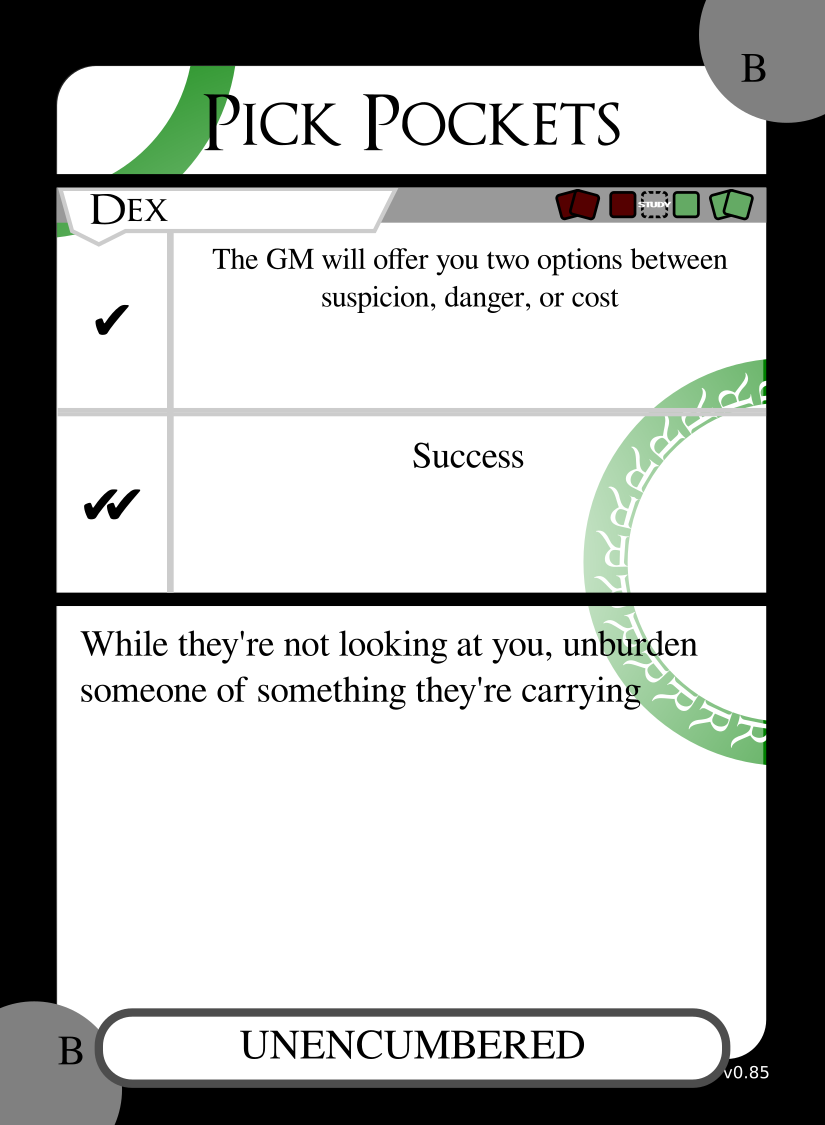 B
Pick Pockets
Dex
STUDY
The GM will offer you two options between
suspicion, danger, or cost
✔
Success
✔✔
While they're not looking at you, unburden
someone of something they're carrying
B
UNENCUMBERED
v0.85